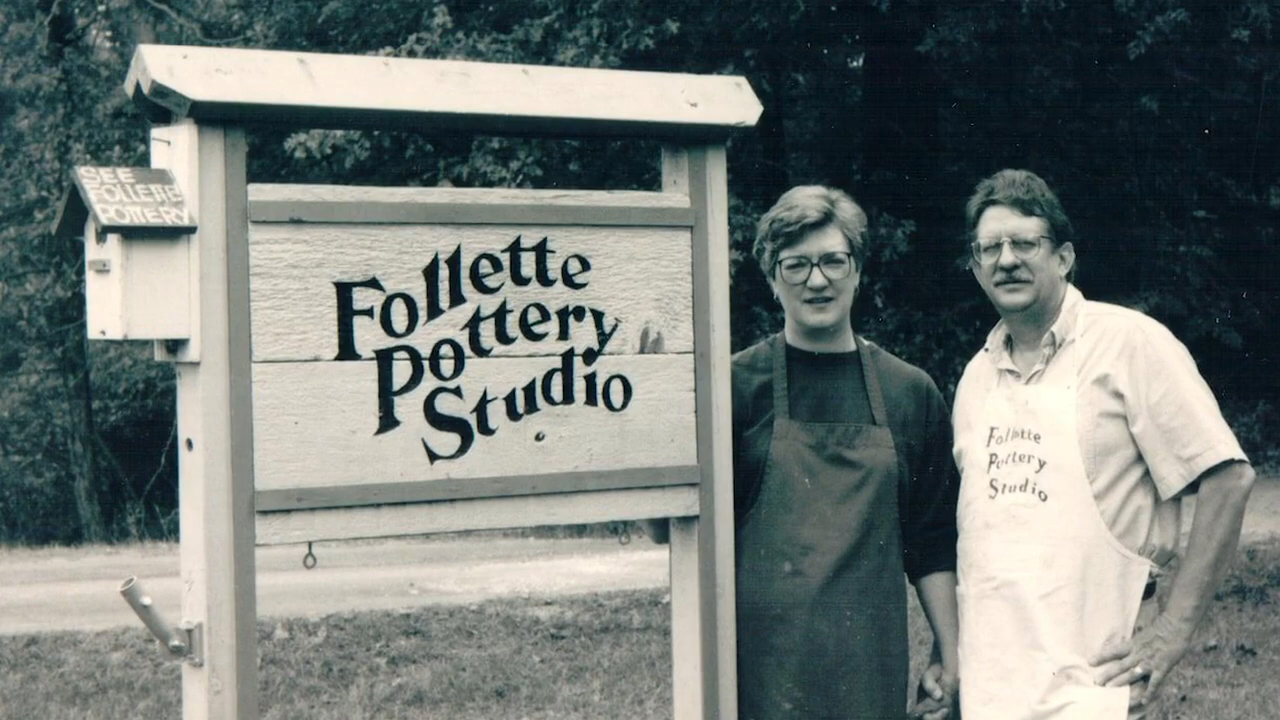 SEE
FOLLETTE
POTTERY
Follette
Pottery
Studio
Follette
Pottery
Studio